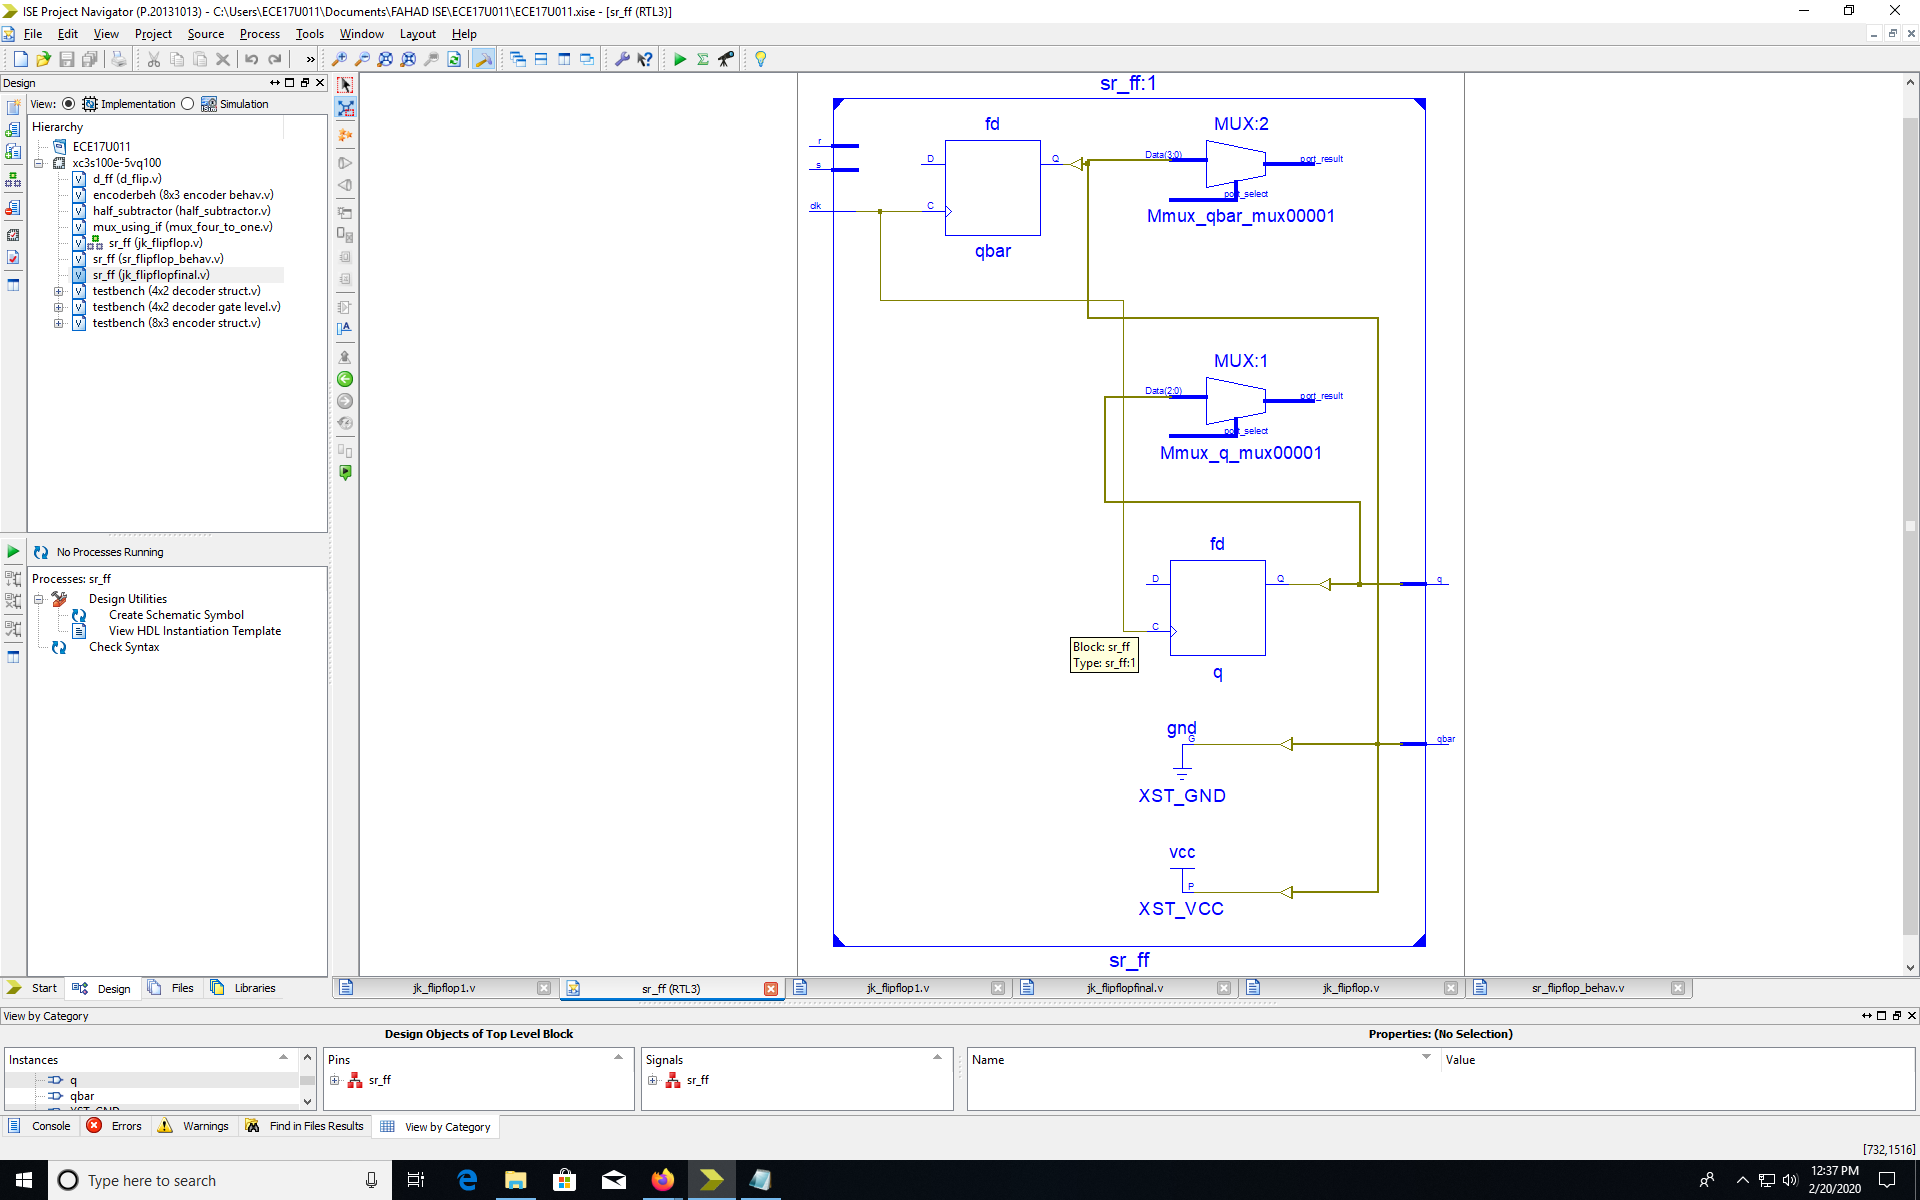 ISE Project Navigator (P.20131013) - C:\Users\ECE17U011\Documents\FAHAD ISE\ECE17U011\ECE17U011.xise - [sr_ff (RTL3)]
File Edit View Project Source Process Tools Window Layout Help
»
Design
View: Implementation Simulation
Hierarchy
ECE17U011
xc3s100e-5vq100
d_ff (d_flip.v)
encoderbeh (8x3 encoder behav.v)
half_subtractor (half_subtractor.v)
mux_using_if (mux_four_to_one.v)
sr_ff (jk_flipflop.v)
sr_ff (sr_flipflop_behav.v)
sr_ff (jk_flipflopfinal.v)
testbench (4x2 decoder struct.v)
testbench (4x2 decoder gate level.v)
testbench (8x3 encoder struct.v)
No Processes Running
Processes: sr_ff
Design Utilities
Create Schematic Symbol
View HDL Instantiation Template
Check Syntax
Start Design Files Libraries
sr_ff:1
fd
MUX:2
r
s
clk
D
Q
C
qbar
Data(3:0)
port_result
port_select
Mmux_qbar_mux00001
MUX:1
Data(2:0)
port_result
port_select
Mmux_q_mux00001
fd
D
Q
q
C
Block: sr_ff
Type: sr_ff:1
q
gnd
G
qbar
XST_GND
vcc
P
XST_VCC
sr_ff
jk_flipflop1.v sr_ff (RTL3) jk_flipflop1.v jk_flipflopfinal.v jk_flipflop.v sr_flipflop_behav.v
View by Category
Design Objects of Top Level Block Properties: (No Selection)
Instances Pins Signals Name Value
q sr_ff sr_ff
qbar
XST_GND
Console Errors Warnings Find in Files Results View by Category
[732,1516]
Type here to search
12:37 PM
2/20/2020